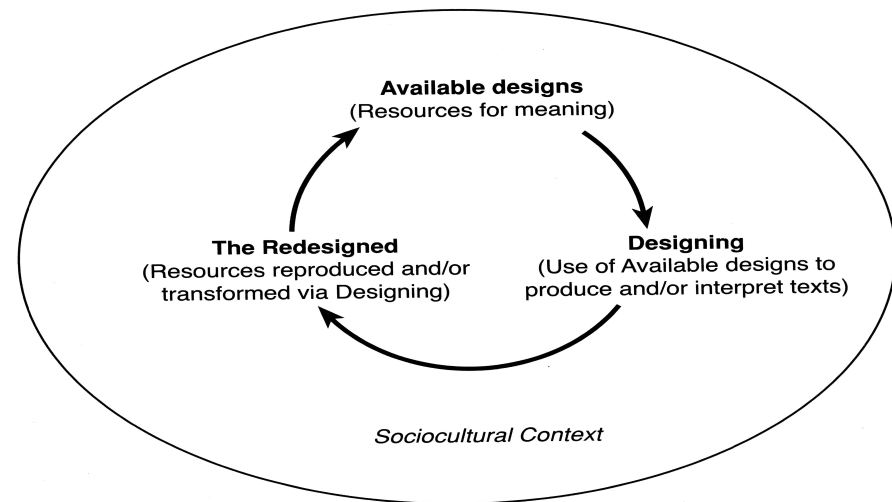 Available designs
(Resources for meaning)
The Redesigned
(Resources reproduced and/or
transformed via Designing)
Designing
(Use of Available designs to
produce and/or interpret texts)
Sociocultural Context